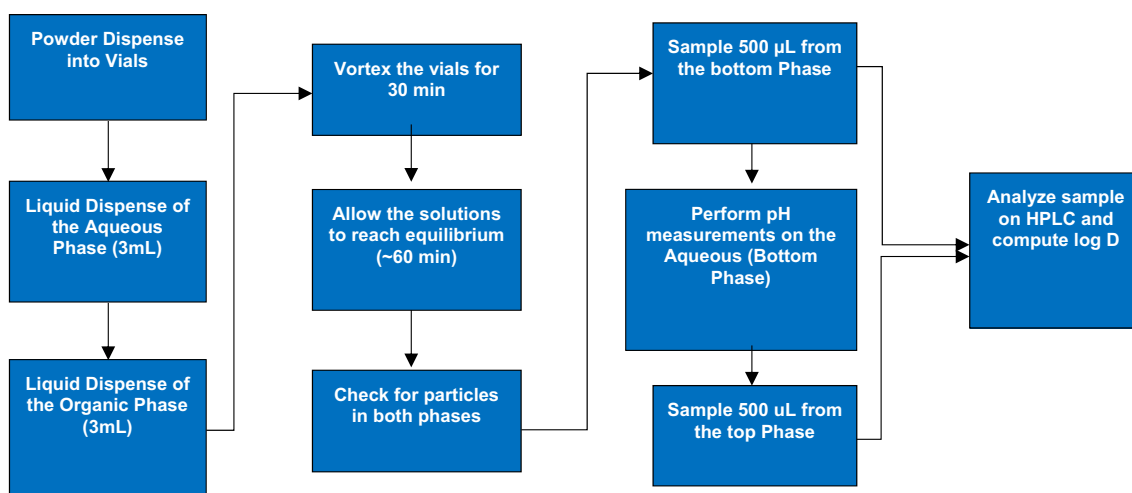 Powder Dispense
into Vials
Liquid Dispense of
the Aqueous
Phase (3mL)
Liquid Dispense of
the Organic Phase
(3mL)
Vortex the vials for
30 min
Allow the solutions
to reach equilibrium
(~60 min)
Check for particles
in both phases
Sample 500 µL from
the bottom Phase
Perform pH
measurements on the
Aqueous (Bottom
Phase)
Sample 500 uL from
the top Phase
Analyze sample
on HPLC and
compute log D